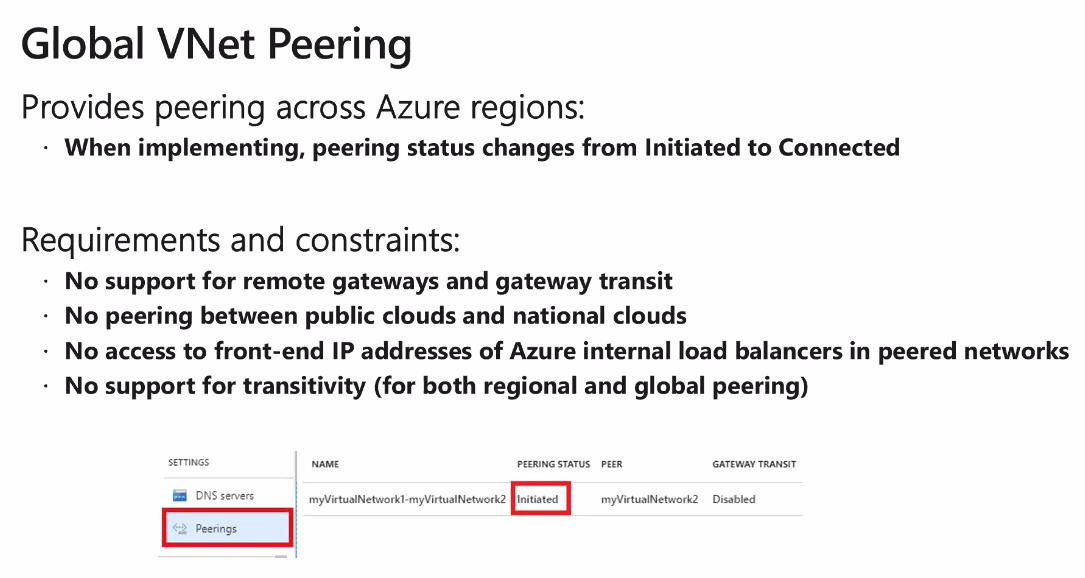 Global VNet Peering
Provides peering across Azure regions:
· When implementing, peering status changes from Initiated to Connected
Requirements and constraints:
· No support for remote gateways and gateway transit
· No peering between public clouds and national clouds
· No access to front-end IP addresses of Azure internal load balancers in peered networks
· No support for transitivity (for both regional and global peering)
SETTINGS
DNS servers
Peerings
NAME PEERING STATUS PEER GATEWAY TRANSIT
myVirtualNetwork1-myVirtualNetwork2 Initiated myVirtualNetwork2 Disabled